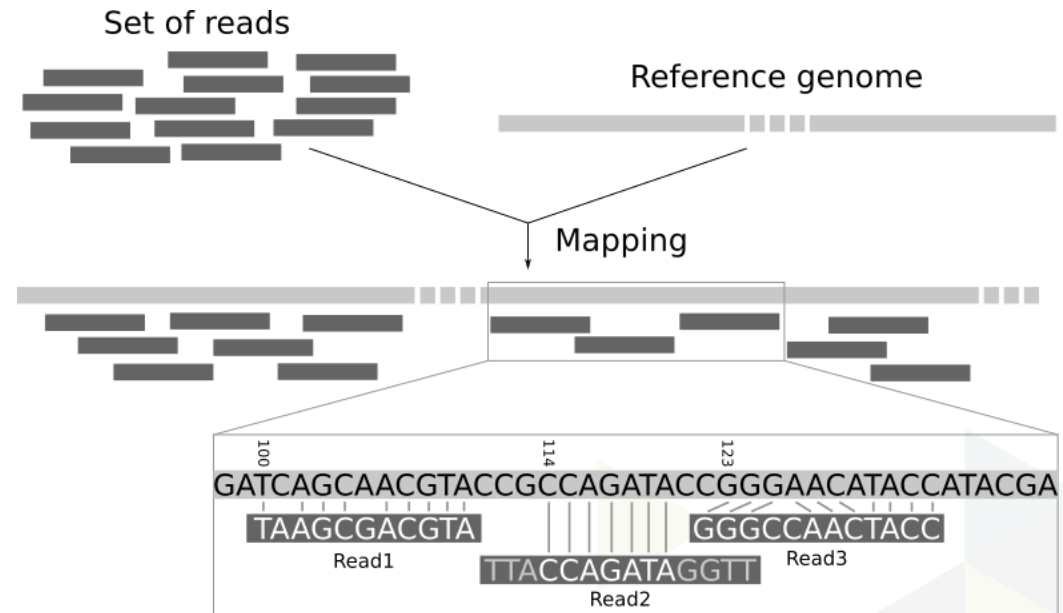 Set of reads
Reference genome
Mapping
100 114 123
GATCAGCAACGTACCGCCAGATACCGGGAACATACCATACGA
TAAGCGACGTA GGGCCAACTACC
Read1 Read3
TTACCAGATAGGTT
Read2